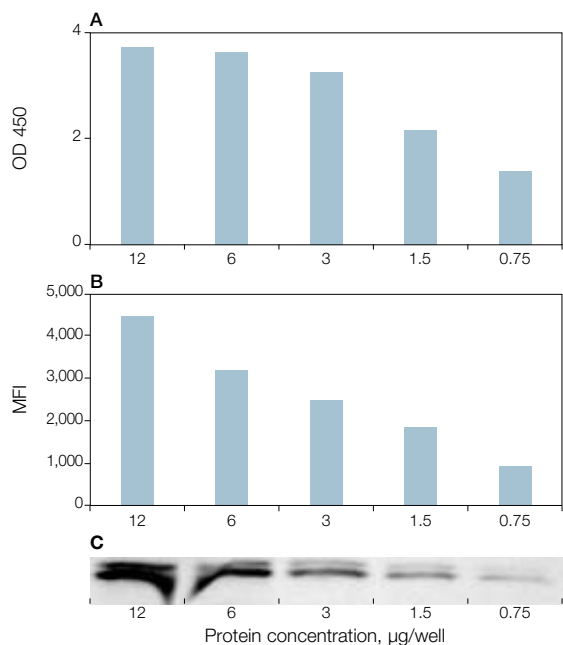 A
4
OD 450
2
0
12 6 3 1.5 0.75
B
5,000
4,000
3,000
MFI
2,000
1,000
0
12 6 3 1.5 0.75
C
12 6 3 1.5 0.75
Protein concentration, µg/well